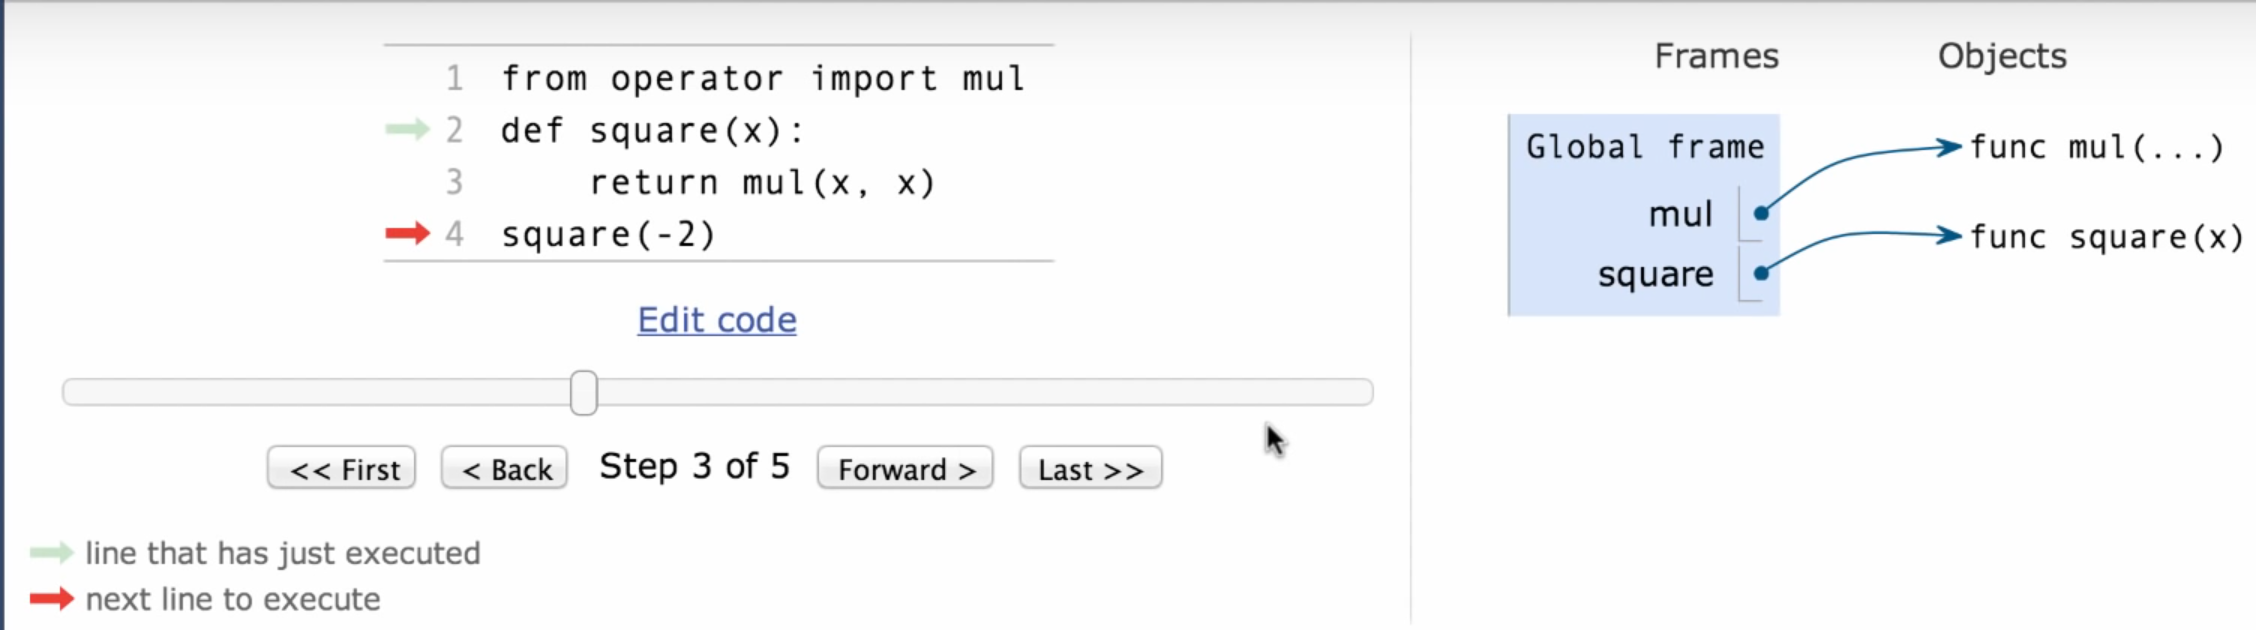 1 from operator import mul
2 def square(x):
3     return mul(x, x)
4 square(-2)
Edit code
<< First < Back Step 3 of 5 Forward > Last >>
line that has just executed
next line to execute
Frames Objects
Global frame
mul
square
func mul(...)
func square(x)